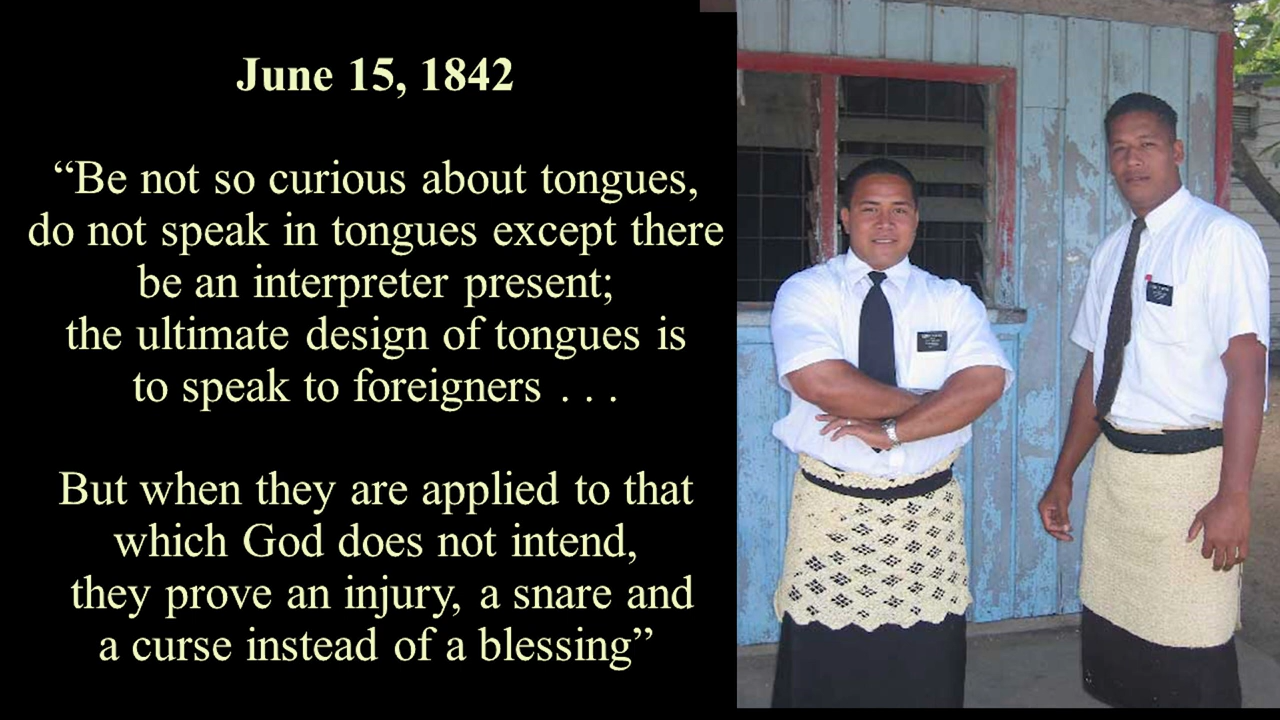 June 15, 1842
“Be not so curious about tongues,
do not speak in tongues except there
be an interpreter present;
the ultimate design of tongues is
to speak to foreigners . . .
But when they are applied to that
which God does not intend,
they prove an injury, a snare and
a curse instead of a blessing”